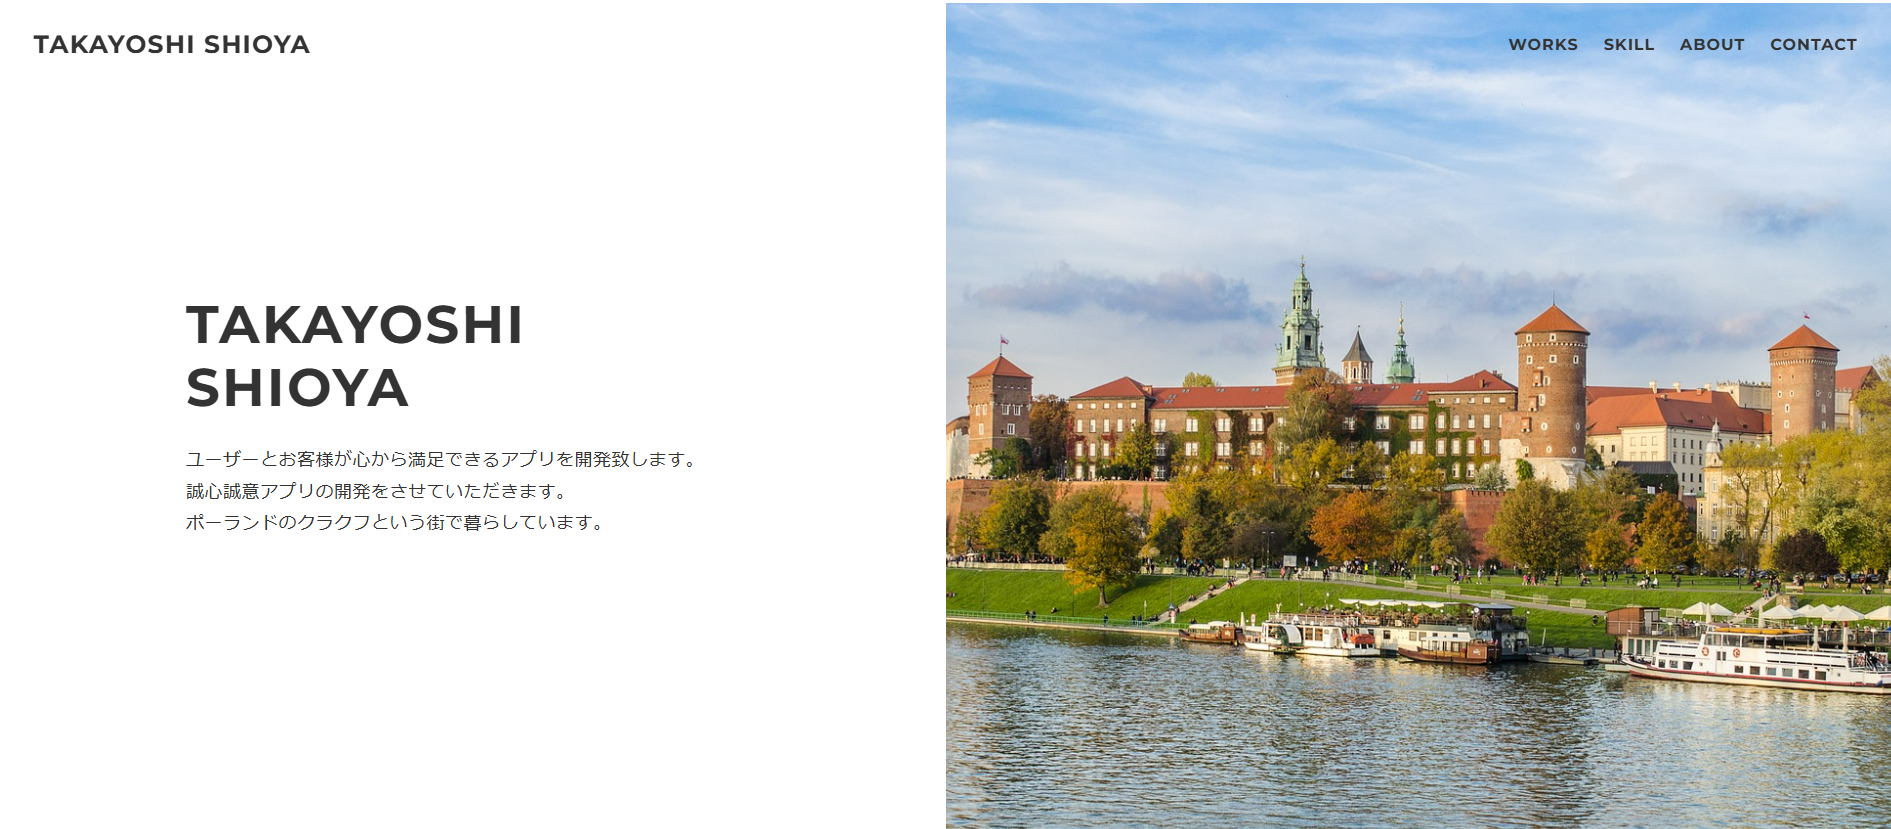 TAKAYOSHI SHIOYA
WORKS SKILL ABOUT CONTACT
TAKAYOSHI
SHIOYA
ユーザーとお客様が心から満足できるアプリを開発致します。
誠心誠意アプリの開発をさせていただきます。
ポーランドのクラクフという街で暮らしています。